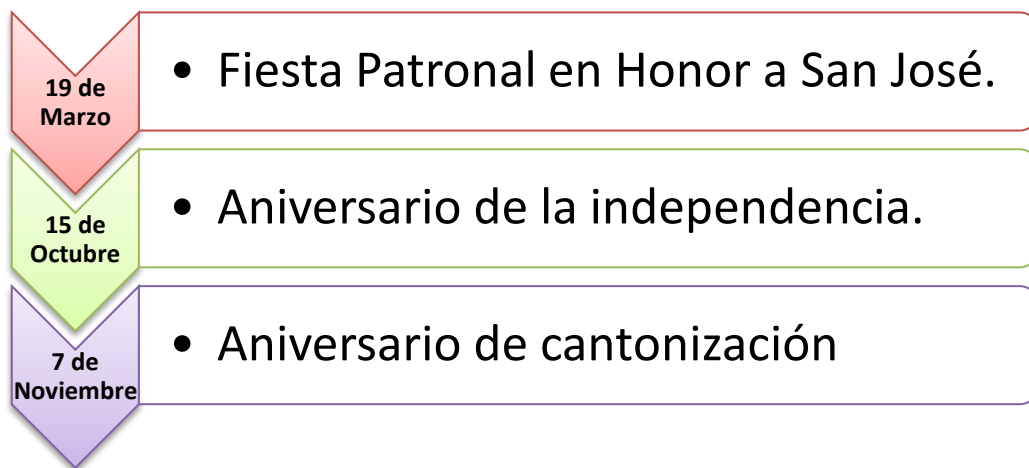 19 de
Marzo
• Fiesta Patronal en Honor a San José.
15 de
Octubre
• Aniversario de la independencia.
7 de
Noviembre
• Aniversario de cantonización